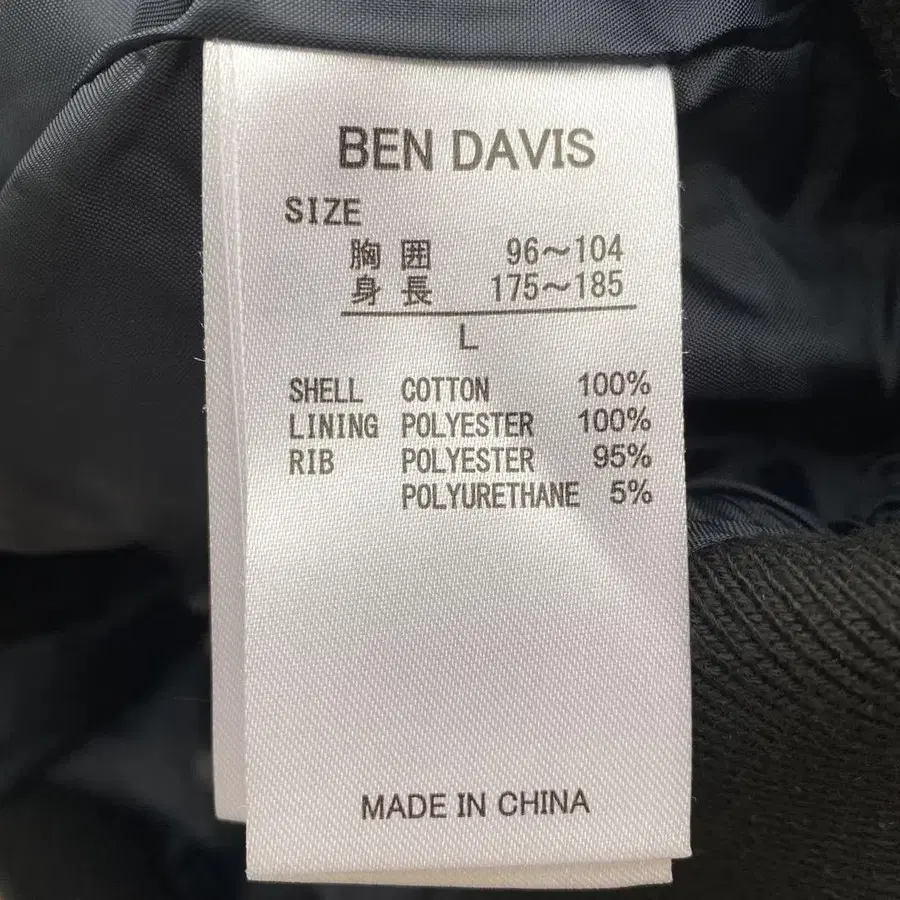 BEN DAVIS
SIZE
胸囲 96〜104
身長 175〜185
L
SHELL COTTON 100%
LINING POLYESTER 100%
RIB POLYESTER 95%
POLYURETHANE 5%
MADE IN CHINA